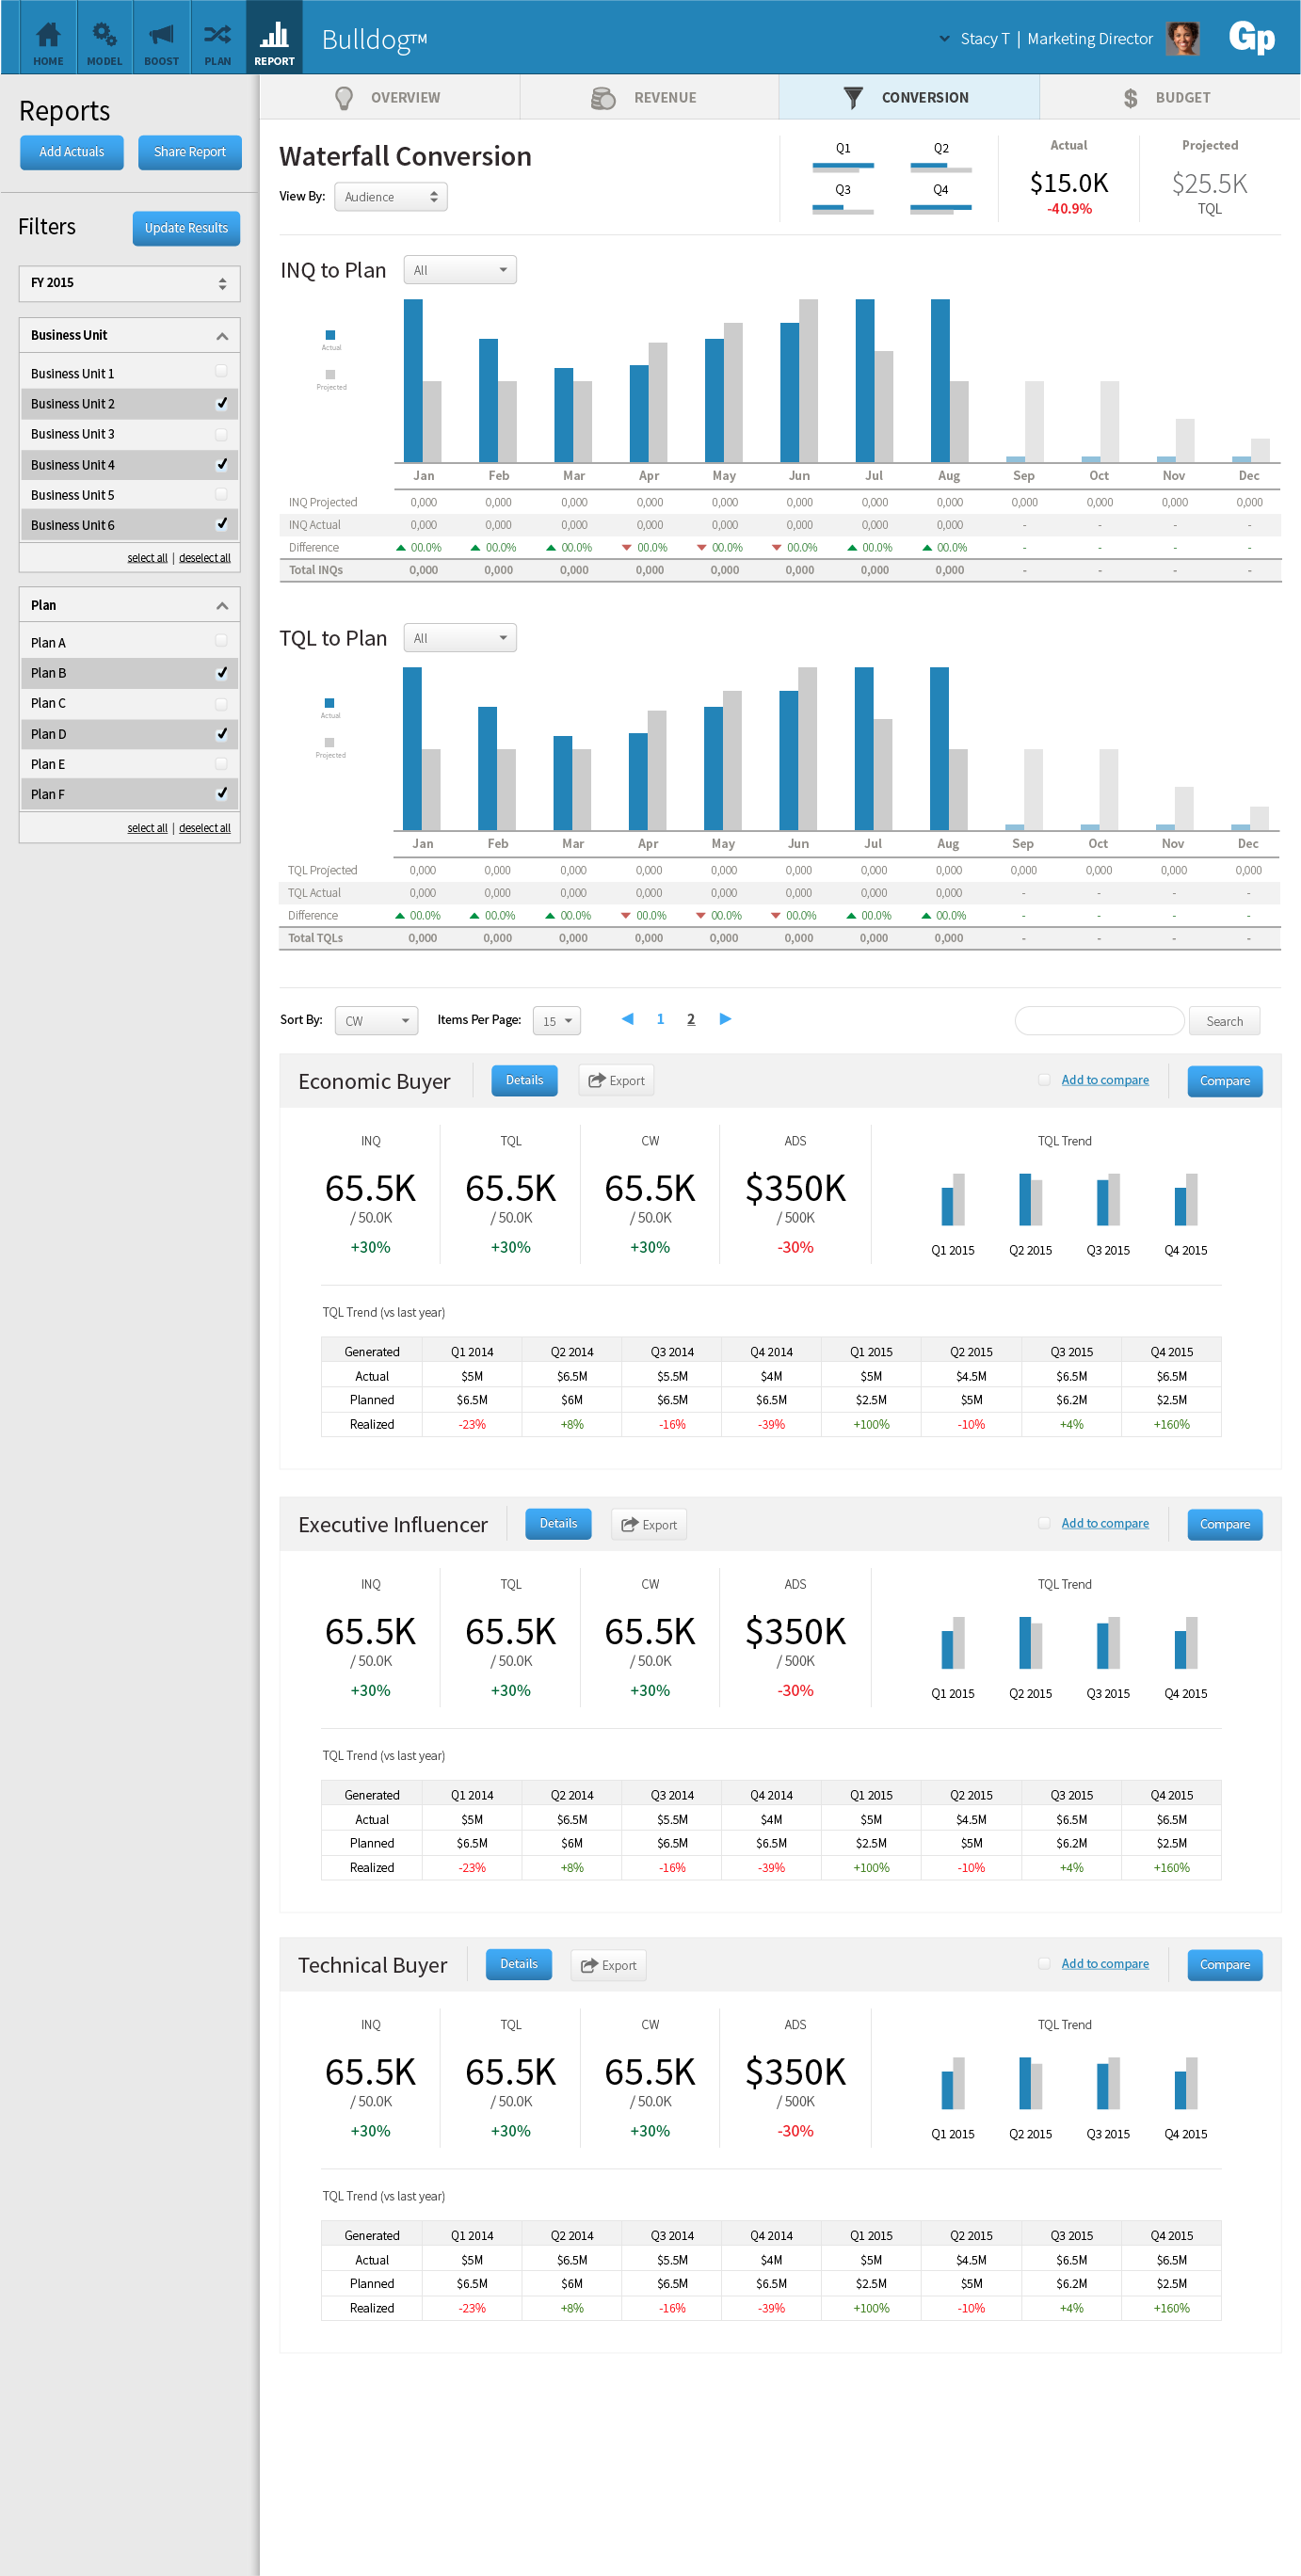 HOME MODEL BOOST PLAN REPORT Bulldog™ Stacy T | Marketing Director Gp
OVERVIEW REVENUE CONVERSION $ BUDGET
Reports
Add Actuals Share Report
Filters Update Results
FY 2015
Business Unit
Business Unit 1
Business Unit 2
Business Unit 3
Business Unit 4
Business Unit 5
Business Unit 6
select all | deselect all
Plan
Plan A
Plan B
Plan C
Plan D
Plan E
Plan F
select all | deselect all
Waterfall Conversion
View By: Audience
Q1 Q2
Q3 Q4
Actual
$15.0K
-40.9%
Projected
$25.5K
TQL
INQ to Plan All
Actual
Projected
Jan Feb Mar Apr May Jun Jul Aug Sep Oct Nov Dec
INQ Projected 0,000 0,000 0,000 0,000 0,000 0,000 0,000 0,000 0,000 0,000 0,000 0,000
INQ Actual 0,000 0,000 0,000 0,000 0,000 0,000 0,000 0,000 - - - -
Difference 00.0% 00.0% 00.0% 00.0% 00.0% 00.0% 00.0% 00.0% - - - -
Total INQs 0,000 0,000 0,000 0,000 0,000 0,000 0,000 0,000 - - - -
TQL to Plan All
Actual
Projected
Jan Feb Mar Apr May Jun Jul Aug Sep Oct Nov Dec
TQL Projected 0,000 0,000 0,000 0,000 0,000 0,000 0,000 0,000 0,000 0,000 0,000 0,000
TQL Actual 0,000 0,000 0,000 0,000 0,000 0,000 0,000 0,000 - - - -
Difference 00.0% 00.0% 00.0% 00.0% 00.0% 00.0% 00.0% 00.0% - - - -
Total TQLs 0,000 0,000 0,000 0,000 0,000 0,000 0,000 0,000 - - - -
Sort By: CW Items Per Page: 15 1 2 Search
Economic Buyer Details Export Add to compare Compare
INQ TQL CW ADS TQL Trend
65.5K 65.5K 65.5K $350K
/ 50.0K / 50.0K / 50.0K / 500K
+30% +30% +30% -30% Q1 2015 Q2 2015 Q3 2015 Q4 2015
TQL Trend (vs last year)
Generated Q1 2014 Q2 2014 Q3 2014 Q4 2014 Q1 2015 Q2 2015 Q3 2015 Q4 2015
Actual $5M $6.5M $5.5M $4M $5M $4.5M $6.5M $6.5M
Planned $6.5M $6M $6.5M $6.5M $2.5M $5M $6.2M $2.5M
Realized -23% +8% -16% -39% +100% -10% +4% +160%
Executive Influencer Details Export Add to compare Compare
INQ TQL CW ADS TQL Trend
65.5K 65.5K 65.5K $350K
/ 50.0K / 50.0K / 50.0K / 500K
+30% +30% +30% -30% Q1 2015 Q2 2015 Q3 2015 Q4 2015
TQL Trend (vs last year)
Generated Q1 2014 Q2 2014 Q3 2014 Q4 2014 Q1 2015 Q2 2015 Q3 2015 Q4 2015
Actual $5M $6.5M $5.5M $4M $5M $4.5M $6.5M $6.5M
Planned $6.5M $6M $6.5M $6.5M $2.5M $5M $6.2M $2.5M
Realized -23% +8% -16% -39% +100% -10% +4% +160%
Technical Buyer Details Export Add to compare Compare
INQ TQL CW ADS TQL Trend
65.5K 65.5K 65.5K $350K
/ 50.0K / 50.0K / 50.0K / 500K
+30% +30% +30% -30% Q1 2015 Q2 2015 Q3 2015 Q4 2015
TQL Trend (vs last year)
Generated Q1 2014 Q2 2014 Q3 2014 Q4 2014 Q1 2015 Q2 2015 Q3 2015 Q4 2015
Actual $5M $6.5M $5.5M $4M $5M $4.5M $6.5M $6.5M
Planned $6.5M $6M $6.5M $6.5M $2.5M $5M $6.2M $2.5M
Realized -23% +8% -16% -39% +100% -10% +4% +160%